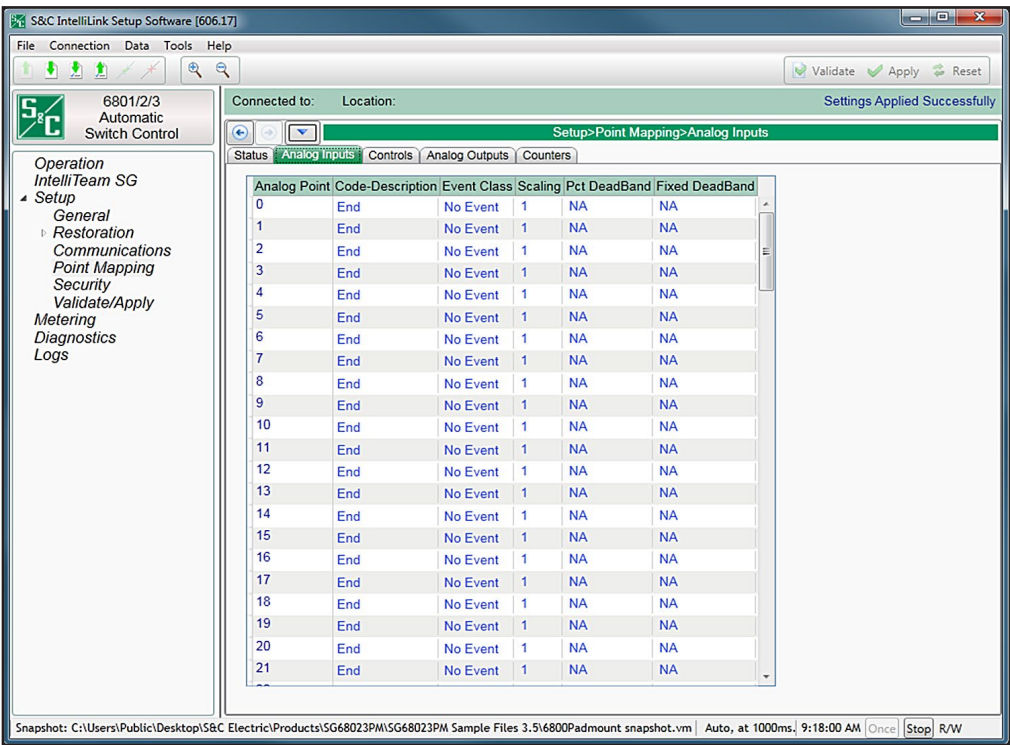 S&C IntelliLink Setup Software [606.17]
File Connection Data Tools Help
Validate Apply Reset
S&C
6801/2/3
Automatic
Switch Control
Connected to: Location: Settings Applied Successfully
Setup>Point Mapping>Analog Inputs
Status Analog Inputs Controls Analog Outputs Counters
Operation
IntelliTeam SG
Setup
General
Restoration
Communications
Point Mapping
Security
Validate/Apply
Metering
Diagnostics
Logs
Analog Point Code-Description Event Class Scaling Pct DeadBand Fixed DeadBand
0 End No Event 1 NA NA
1 End No Event 1 NA NA
2 End No Event 1 NA NA
3 End No Event 1 NA NA
4 End No Event 1 NA NA
5 End No Event 1 NA NA
6 End No Event 1 NA NA
7 End No Event 1 NA NA
8 End No Event 1 NA NA
9 End No Event 1 NA NA
10 End No Event 1 NA NA
11 End No Event 1 NA NA
12 End No Event 1 NA NA
13 End No Event 1 NA NA
14 End No Event 1 NA NA
15 End No Event 1 NA NA
16 End No Event 1 NA NA
17 End No Event 1 NA NA
18 End No Event 1 NA NA
19 End No Event 1 NA NA
20 End No Event 1 NA NA
21 End No Event 1 NA NA
Snapshot: C:\Users\Public\Desktop\S&C Electric\Products\SG68023PM\SG68023PM Sample Files 3.5\6800Padmount snapshot.vm Auto, at 1000ms. 9:18:00 AM Once Stop R/W